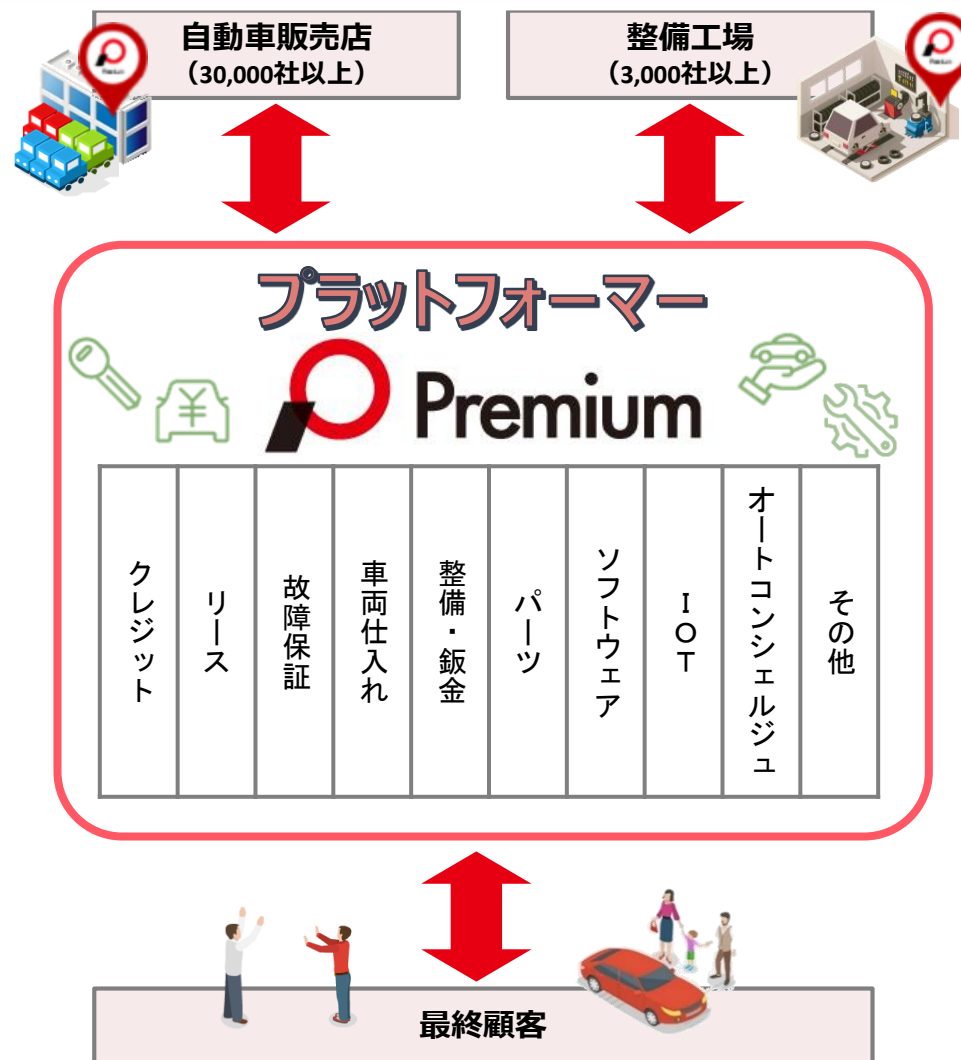 自動車販売店
（30,000社以上）
整備工場
（3,000社以上）
Premium
Premium
プラットフォーマー
Premium
クレジット
リース
故障保証
車両仕入れ
整備・鈑金
パーツ
ソフトウェア
IOT
オートコンシェルジュ
その他
最終顧客